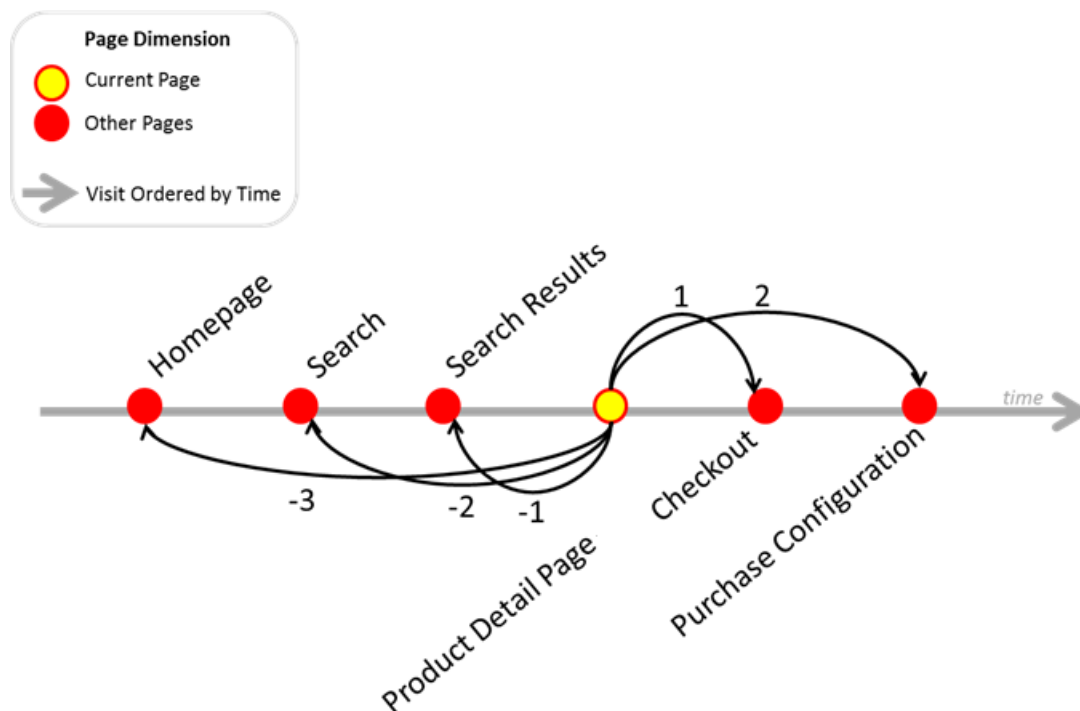 Page Dimension
Current Page
Other Pages
Visit Ordered by Time
Homepage
Search
Search Results
1
2
time
-3
-2
-1
Product Detail Page
Checkout
Purchase Configuration